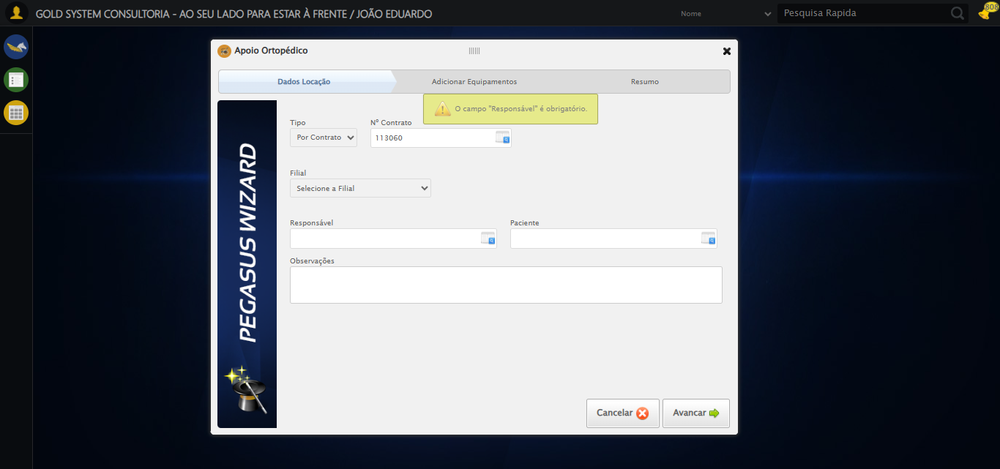 GOLD SYSTEM CONSULTORIA - AO SEU LADO PARA ESTAR À FRENTE / JOÃO EDUARDO
Nome
Pesquisa Rapida
808
Apoio Ortopédico
Dados Locação
Adicionar Equipamentos
Resumo
O campo "Responsável" é obrigatório.
Tipo
Nº Contrato
Por Contrato
113060
Filial
Selecione a Filial
Responsável
Paciente
Observações
PEGASUS WIZARD
Cancelar
Avancar